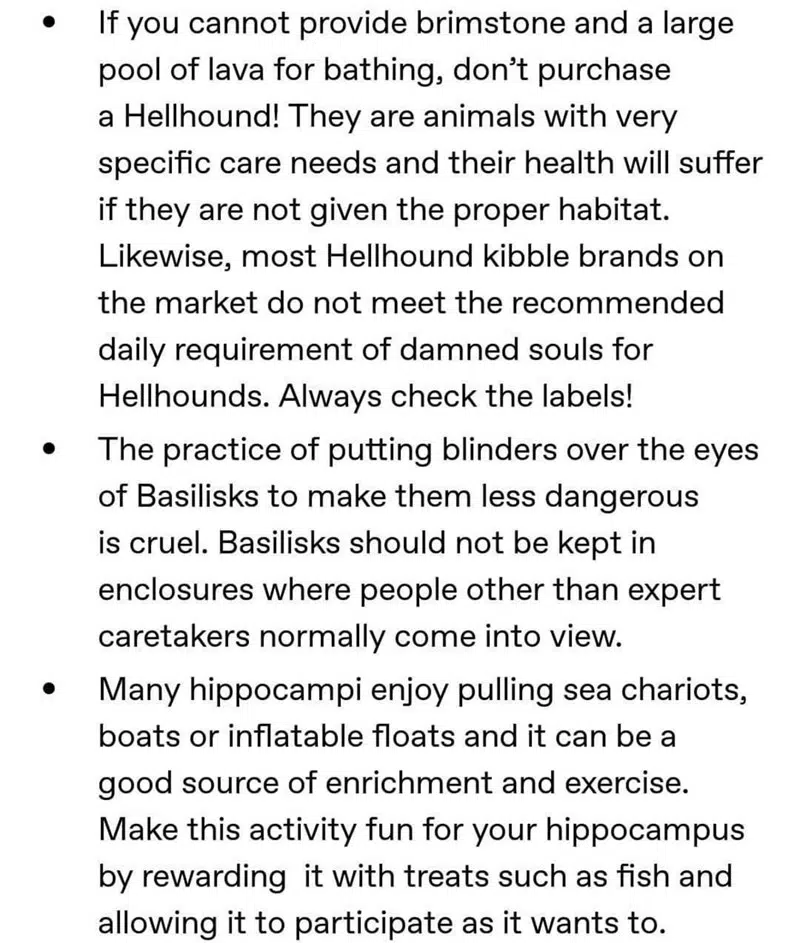 • If you cannot provide brimstone and a large
pool of lava for bathing, don’t purchase
a Hellhound! They are animals with very
specific care needs and their health will suffer
if they are not given the proper habitat.
Likewise, most Hellhound kibble brands on
the market do not meet the recommended
daily requirement of damned souls for
Hellhounds. Always check the labels!
• The practice of putting blinders over the eyes
of Basilisks to make them less dangerous
is cruel. Basilisks should not be kept in
enclosures where people other than expert
caretakers normally come into view.
• Many hippocampi enjoy pulling sea chariots,
boats or inflatable floats and it can be a
good source of enrichment and exercise.
Make this activity fun for your hippocampus
by rewarding  it with treats such as fish and
allowing it to participate as it wants to.